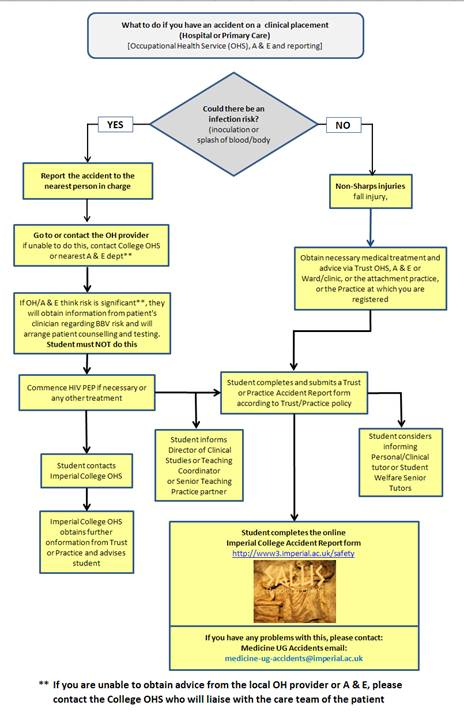 What to do if you have an accident on a clinical placement
(Hospital or Primary Care)
[Occupational Health Service (OHS), A & E and reporting]
Could there be an
infection risk?
(inoculation or
splash of blood/body
YES
NO
Report the accident to the
nearest person in charge
Non-Sharps injuries
fall injury,
Go to or contact the OH provider
if unable to do this, contact College OHS
or nearest A & E dept**
Obtain necessary medical treatment and
advice via Trust OHS, A & E or
Ward/clinic, or the attachment practice,
or the Practice at which you are
registered
If OH/A & E think risk is significant**, they
will obtain information from patient's
clinician regarding BBV risk and will
arrange patient counselling and testing.
Student must NOT do this
Commence HIV PEP if necessary or
any other treatment
Student completes and submits a Trust
or Practice Accident Report form
according to Trust/Practice policy
Student informs
Director of Clinical
Studies or Teaching
Coordinator
or Senior Teaching
Practice partner
Student considers
informing
Personal/Clinical
tutor or Student
Welfare Senior
Tutors
Student contacts
Imperial College OHS
Imperial College OHS
obtains further
onformation from Trust
or Practice and advises
student
Student completes the online
Imperial College Accident Report form
http://www3.imperial.ac.uk/safety
SALUS
If you have any problems with this, please contact:
Medicine UG Accidents email:
medicine-ug-accidents@imperial.ac.uk
** If you are unable to obtain advice from the local OH provider or A & E, please
contact the College OHS who will liaise with the care team of the patient